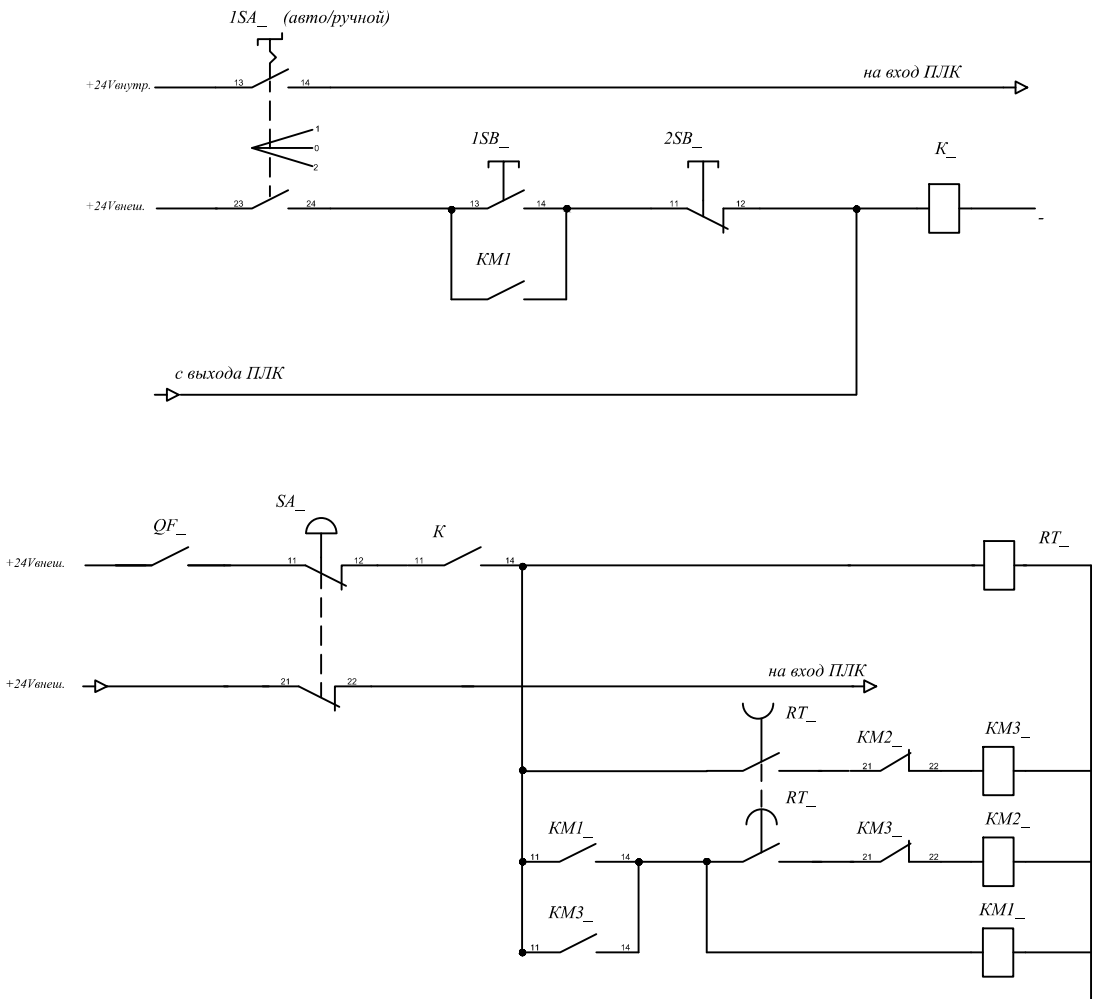 1SA_ (авто/ручной)
+24Vвнутр. 13 14 на вход ПЛК
1
0
2
1SB_ 2SB_ K_
+24Vвнеш. 23 24 13 14 11 12 -
KM1
с выхода ПЛК
SA_
QF_ K RT_
+24Vвнеш. 11 12 11 14
+24Vвнеш. 21 22 на вход ПЛК
RT_ KM2_ KM3_
21 22
RT_
KM1_ KM3_ KM2_
11 14 21 22
KM3_ KM1_
11 14